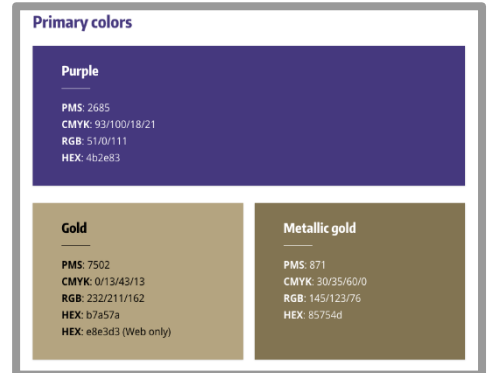 Primary colors
Purple
PMS: 2685
CMYK: 93/100/18/21
RGB: 51/0/111
HEX: 4b2e83
Gold
PMS: 7502
CMYK: 0/13/43/13
RGB: 232/211/162
HEX: b7a57a
HEX: e8e3d3 (Web only)
Metallic gold
PMS: 871
CMYK: 30/35/60/0
RGB: 145/123/76
HEX: 85754d